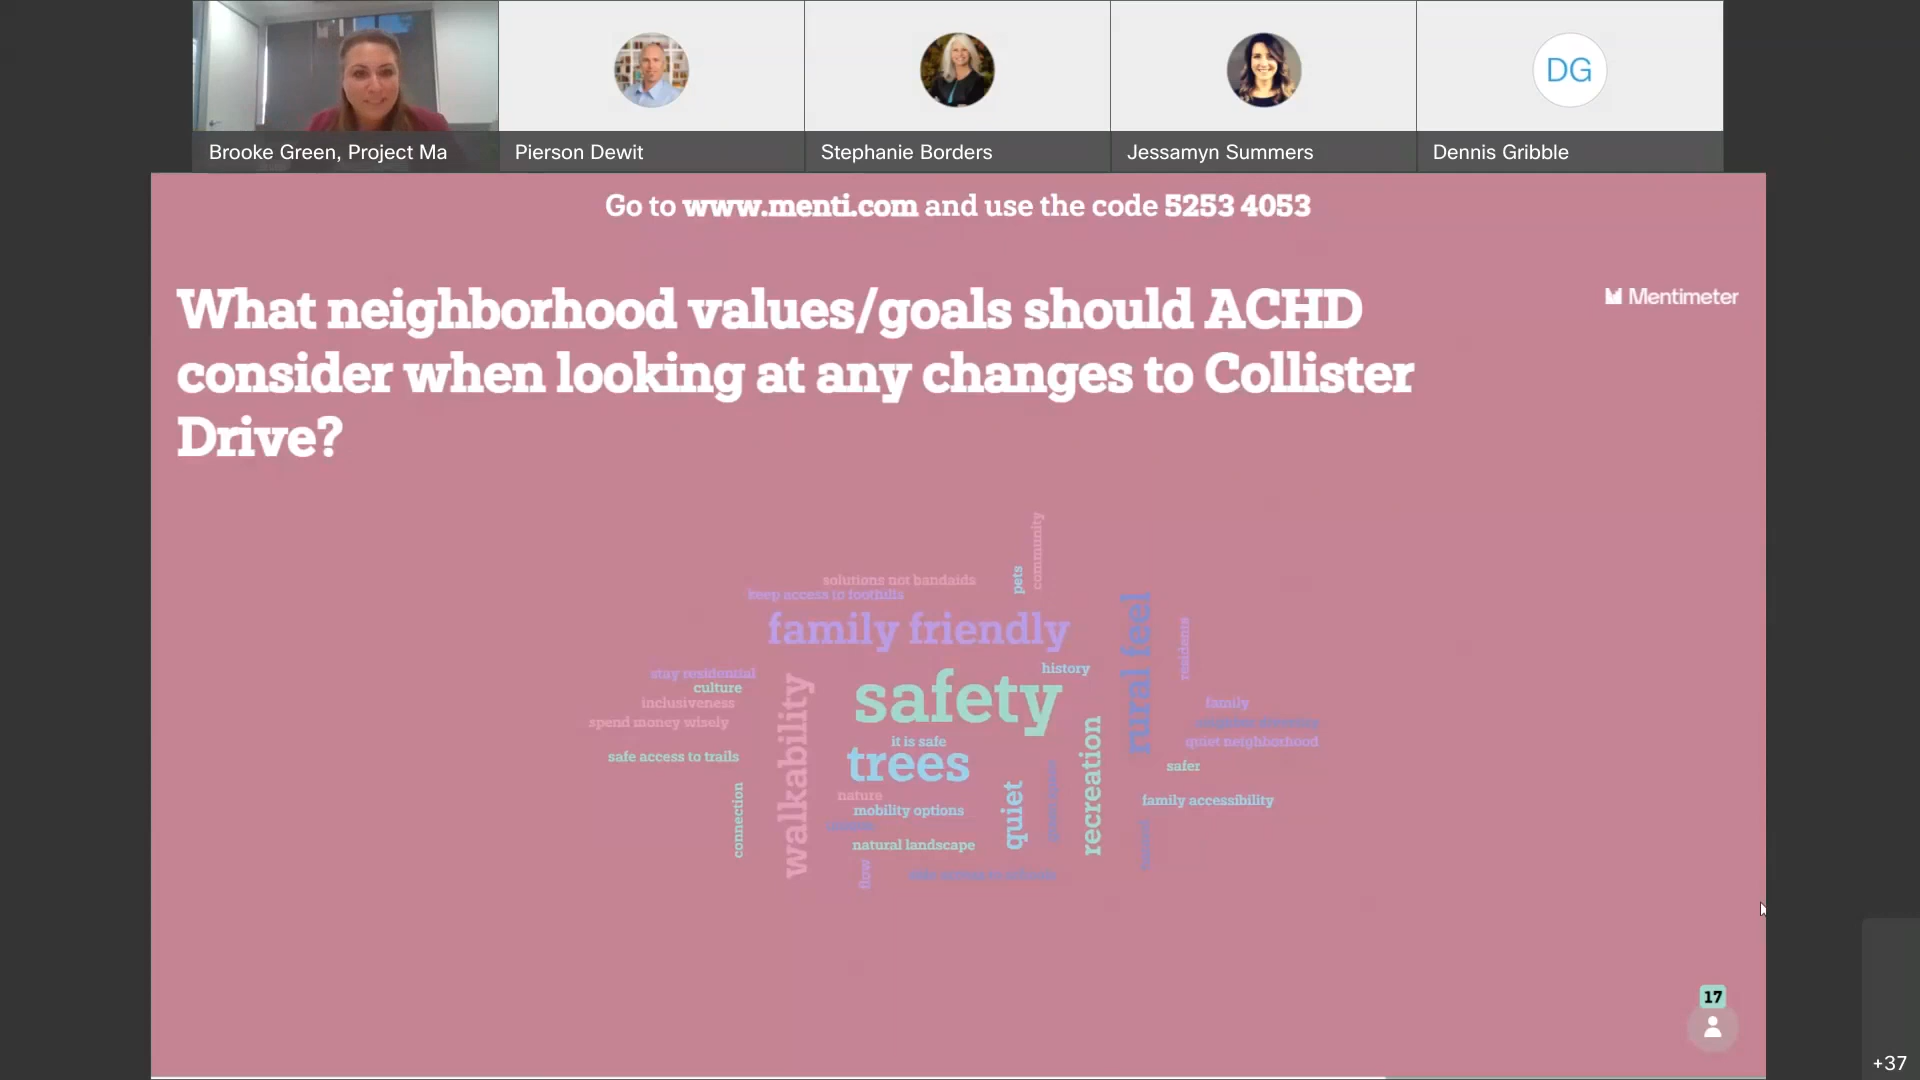 Brooke Green, Project Ma
Pierson Dewit
Stephanie Borders
Jessamyn Summers
DG
Dennis Gribble
Go to www.menti.com and use the code 5253 4053
What neighborhood values/goals should ACHD
consider when looking at any changes to Collister
Drive?
Mentimeter
community
pets
solutions not bandaids
keep access to foothills
family friendly
rural feel
residents
history
stay residential
culture
inclusiveness
spend money wisely
safe access to trails
connection
walkability
safety
it is safe
trees
nature
mobility options
natural landscape
flow
quiet
recreation
family
quiet neighborhood
safer
family accessibility
17
+37